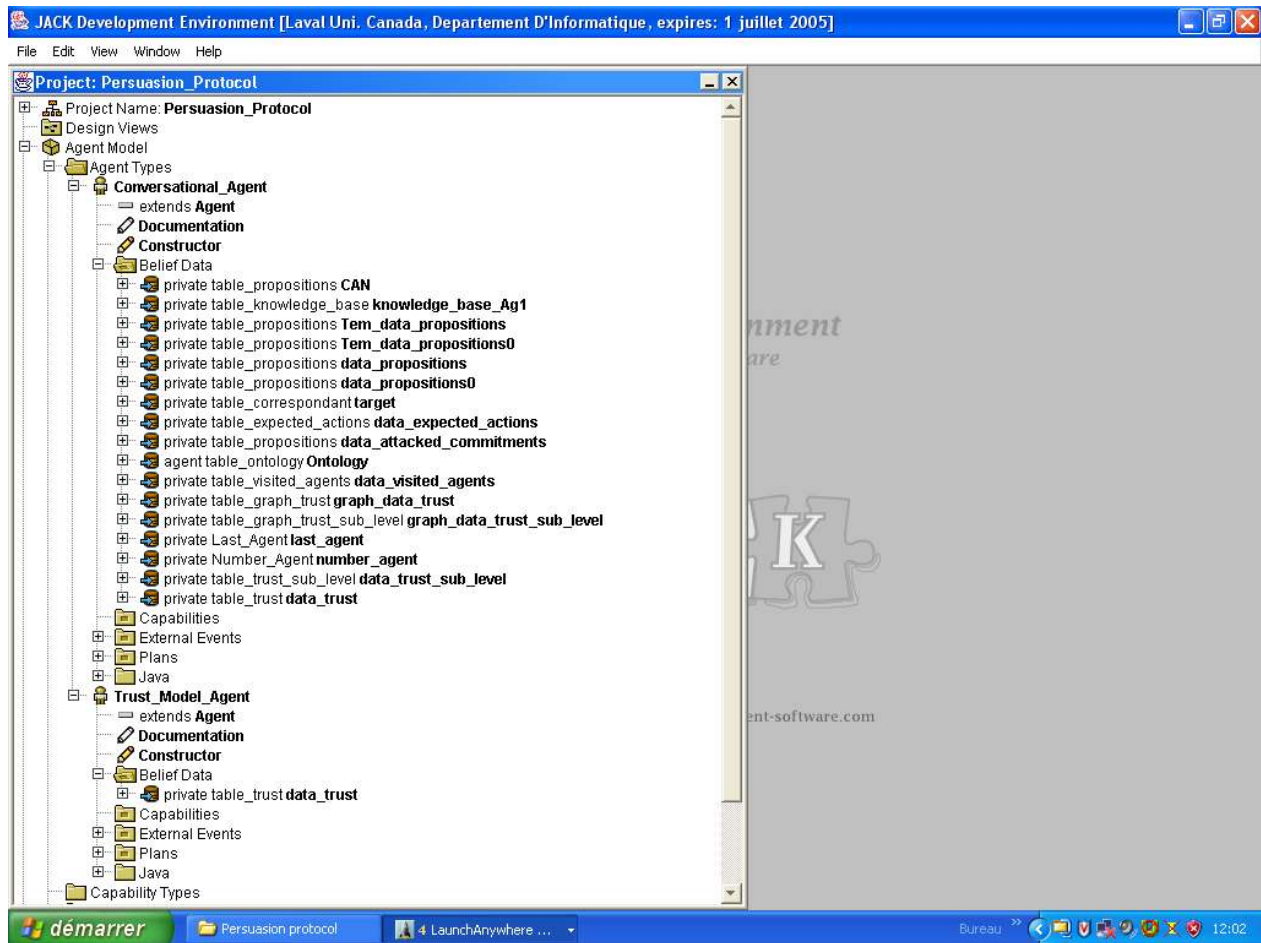 JACK Development Environment [Laval Uni. Canada, Departement D'Informatique, expires: 1 juillet 2005]
File Edit View Window Help
Project: Persuasion_Protocol
Project Name: Persuasion_Protocol
Design Views
Agent Model
Agent Types
Conversational_Agent
extends Agent
Documentation
Constructor
Belief Data
private table_propositions CAN
private table_knowledge_base knowledge_base_Ag1
private table_propositions Tem_data_propositions
private table_propositions Tem_data_propositions0
private table_propositions data_propositions
private table_propositions data_propositions0
private table_correspondant target
private table_expected_actions data_expected_actions
private table_propositions data_attacked_commitments
agent table_ontology Ontology
private table_visited_agents data_visited_agents
private table_graph_trust graph_data_trust
private table_graph_trust_sub_level graph_data_trust_sub_level
private Last_Agent last_agent
private Number_Agent number_agent
private table_trust_sub_level data_trust_sub_level
private table_trust data_trust
Capabilities
External Events
Plans
Java
Trust_Model_Agent
extends Agent
Documentation
Constructor
Belief Data
private table_trust data_trust
Capabilities
External Events
Plans
Java
Capability Types
nment
are
K
ent-software.com
démarrer Persuasion protocol 4 LaunchAnywhere ... Bureau » 12:02